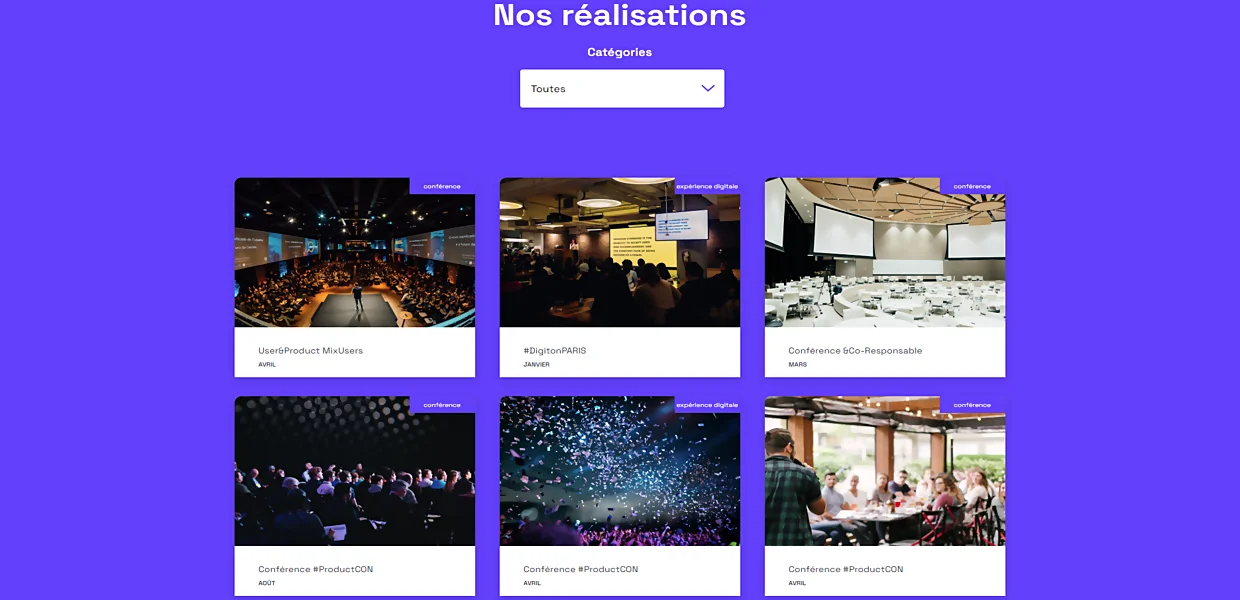 Nos réalisations
Catégories
Toutes
conférence
expérience digitale
conférence
User&Product MixUsers
AVRIL
#DigitonPARIS
JANVIER
Conférence &Co-Responsable
MARS
conférence
expérience digitale
conférence
Conférence #ProductCON
AOÛT
Conférence #ProductCON
AVRIL
Conférence #ProductCON
AVRIL